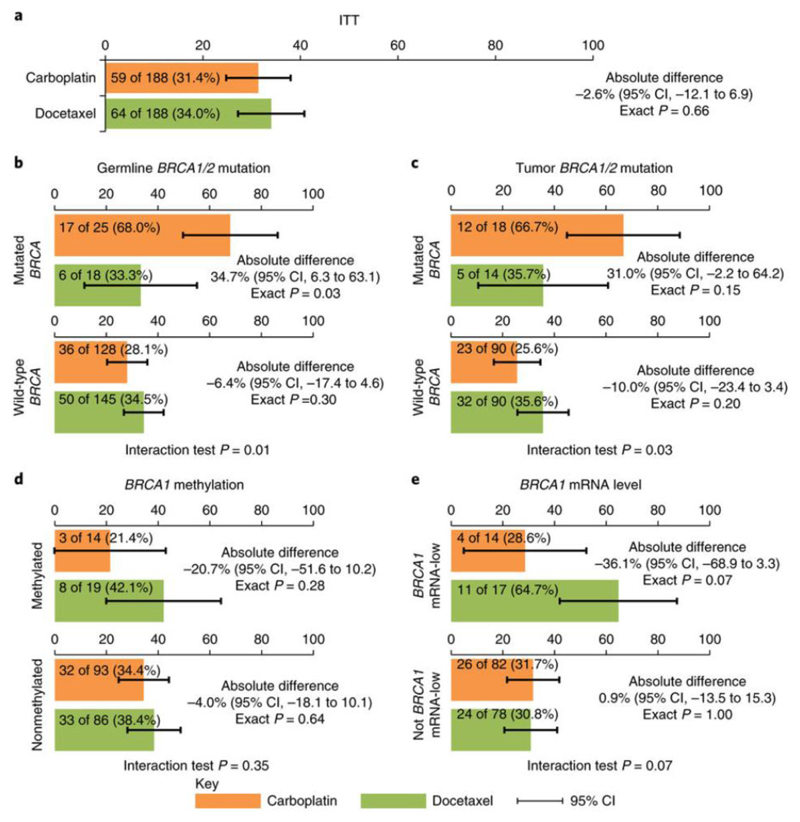 a
ITT
0 20 40 60 80 100
Carboplatin 59 of 188 (31.4%)
Docetaxel 64 of 188 (34.0%)
Absolute difference
–2.6% (95% CI, –12.1 to 6.9)
Exact P = 0.66
b
Germline BRCA1/2 mutation
0 20 40 60 80 100
Mutated
BRCA
17 of 25 (68.0%)
6 of 18 (33.3%)
Absolute difference
34.7% (95% CI, 6.3 to 63.1)
Exact P = 0.03
0 20 40 60 80 100
Wild-type
BRCA
36 of 128 (28.1%)
50 of 145 (34.5%)
Absolute difference
–6.4% (95% CI, –17.4 to 4.6)
Exact P =0.30
Interaction test P = 0.01
c
Tumor BRCA1/2 mutation
0 20 40 60 80 100
Mutated
BRCA
12 of 18 (66.7%)
5 of 14 (35.7%)
Absolute difference
31.0% (95% CI, –2.2 to 64.2)
Exact P = 0.15
0 20 40 60 80 100
Wild-type
BRCA
23 of 90 (25.6%)
32 of 90 (35.6%)
Absolute difference
–10.0% (95% CI, –23.4 to 3.4)
Exact P = 0.20
Interaction test P = 0.03
d
BRCA1 methylation
0 20 40 60 80 100
Methylated
3 of 14 (21.4%)
8 of 19 (42.1%)
Absolute difference
–20.7% (95% CI, –51.6 to 10.2)
Exact P = 0.28
0 20 40 60 80 100
Nonmethylated
32 of 93 (34.4%)
33 of 86 (38.4%)
Absolute difference
–4.0% (95% CI, –18.1 to 10.1)
Exact P = 0.64
Interaction test P = 0.35
e
BRCA1 mRNA level
0 20 40 60 80 100
BRCA1
mRNA-low
4 of 14 (28.6%)
11 of 17 (64.7%)
Absolute difference
–36.1% (95% CI, –68.9 to 3.3)
Exact P = 0.07
0 20 40 60 80 100
Not BRCA1
mRNA-low
26 of 82 (31.7%)
24 of 78 (30.8%)
Absolute difference
0.9% (95% CI, –13.5 to 15.3)
Exact P = 1.00
Interaction test P = 0.07
Key
Carboplatin Docetaxel 95% CI